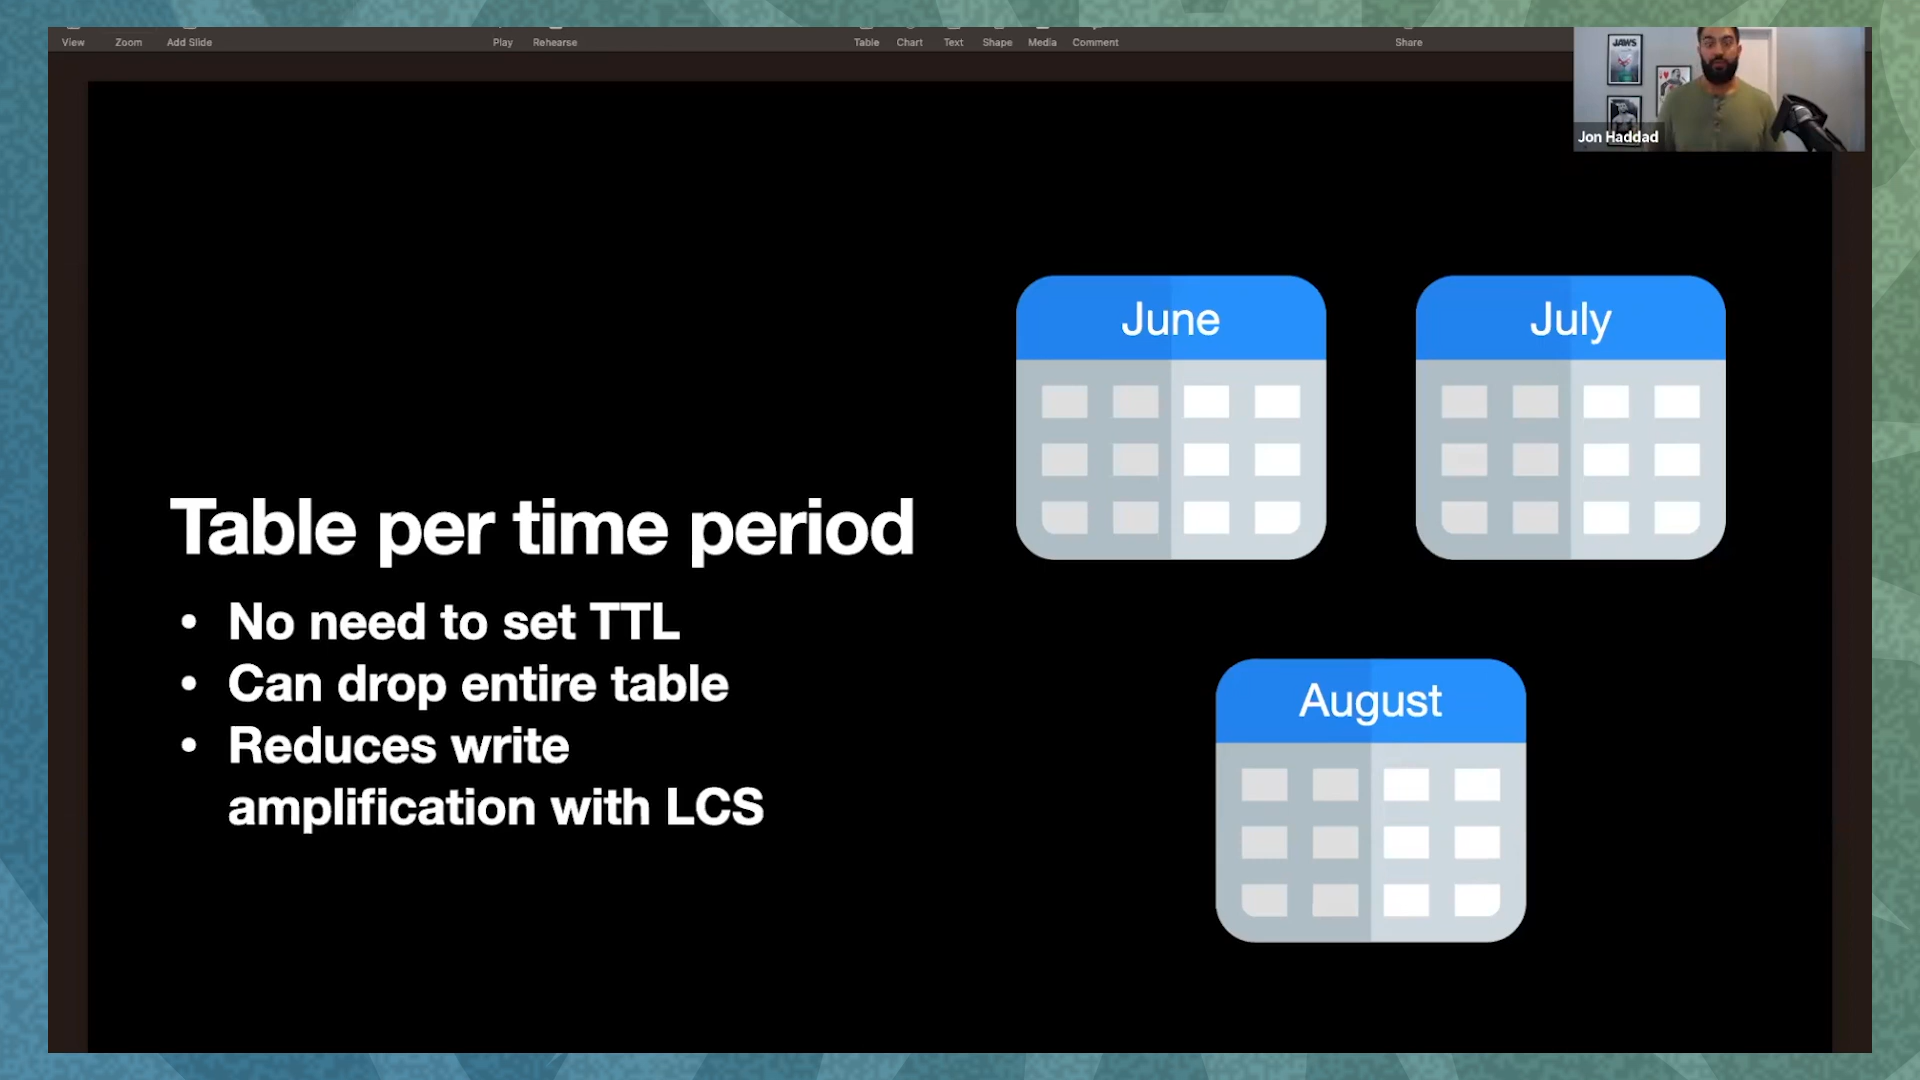 View Zoom Add Slide Play Rehearse Table Chart Text Shape Media Comment Share
JAWS
Jon Haddad
June
July
Table per time period
• No need to set TTL
• Can drop entire table
• Reduces write
amplification with LCS
August